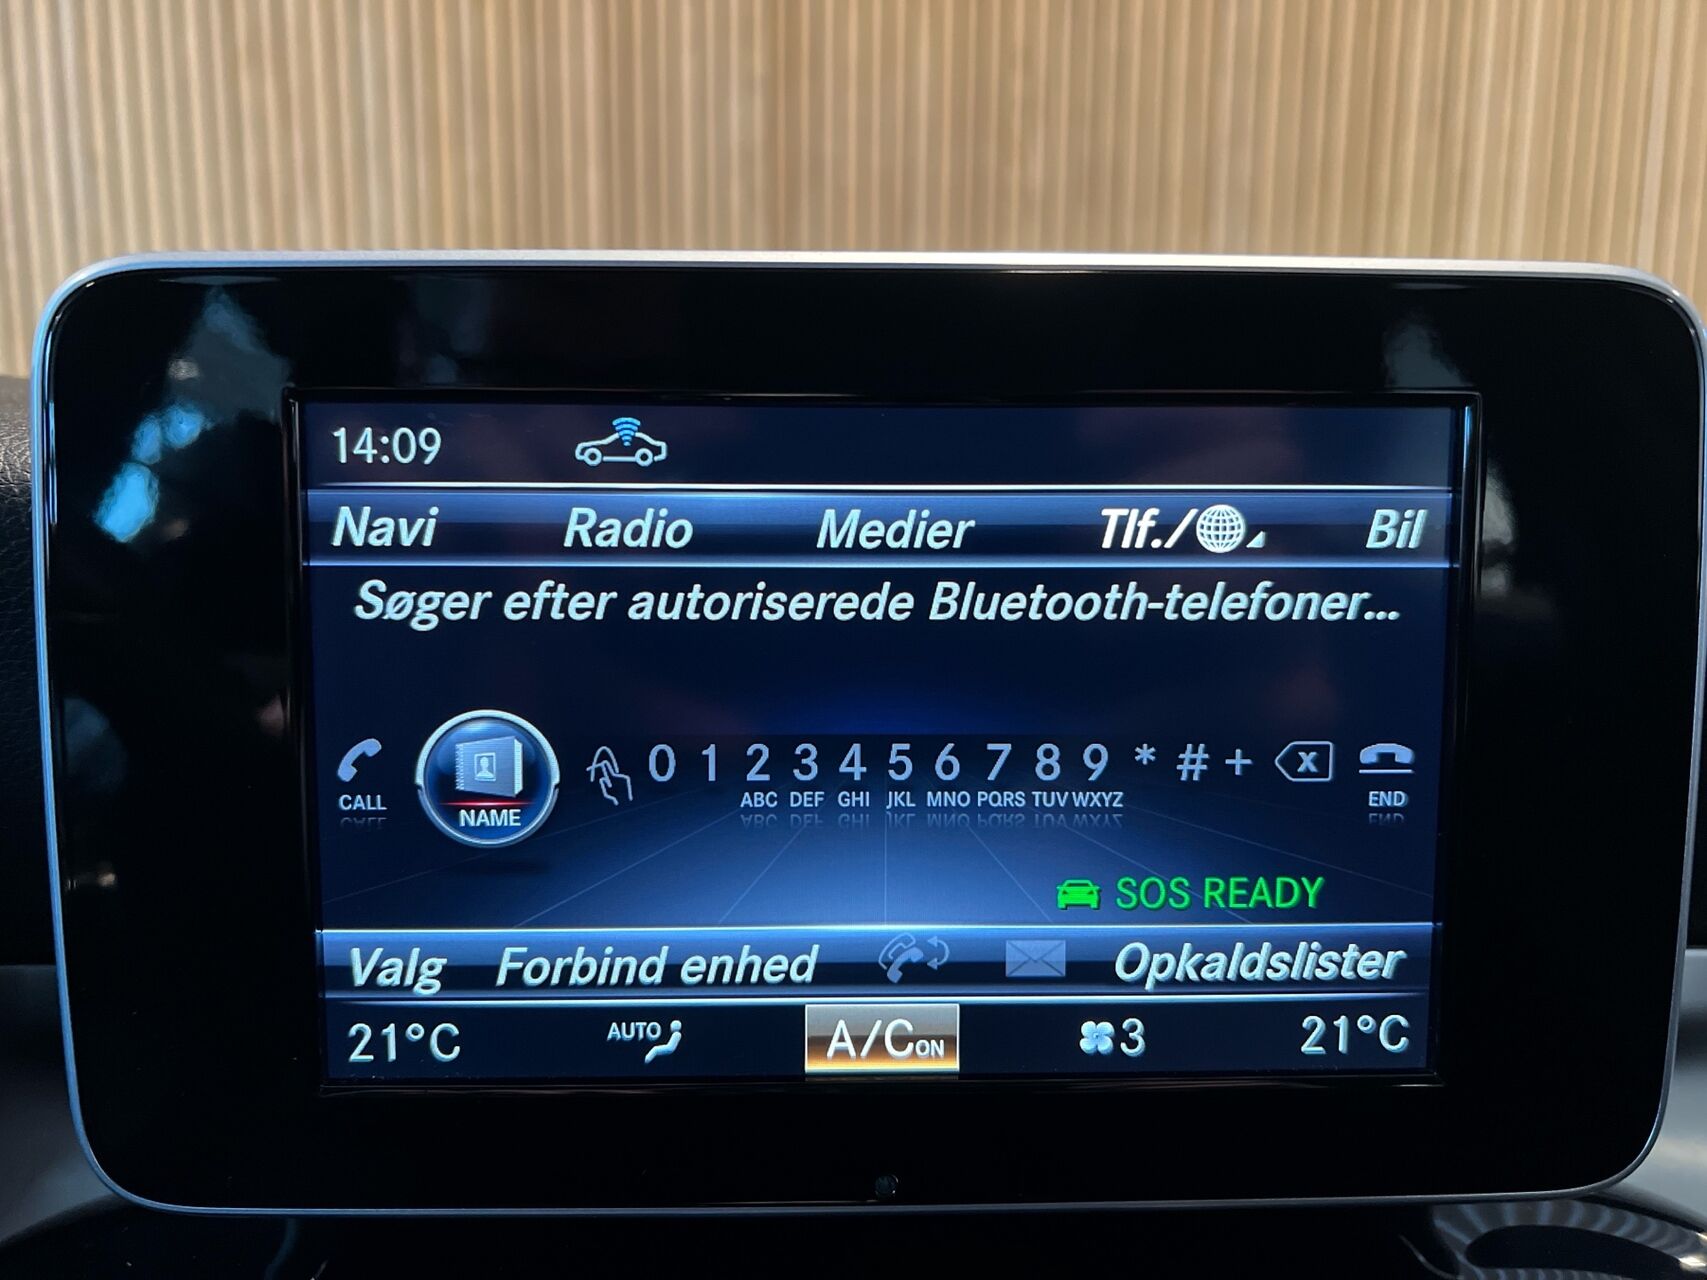 14:09
Navi Radio Medier Tlf./ Bil
Søger efter autoriserede Bluetooth-telefoner...
0 1 2 3 4 5 6 7 8 9 * # +
CALL NAME ABC DEF GHI JKL MNO PQRS TUV WXYZ END
SOS READY
Valg Forbind enhed Opkaldslister
21°C AUTO A/C ON 3 21°C